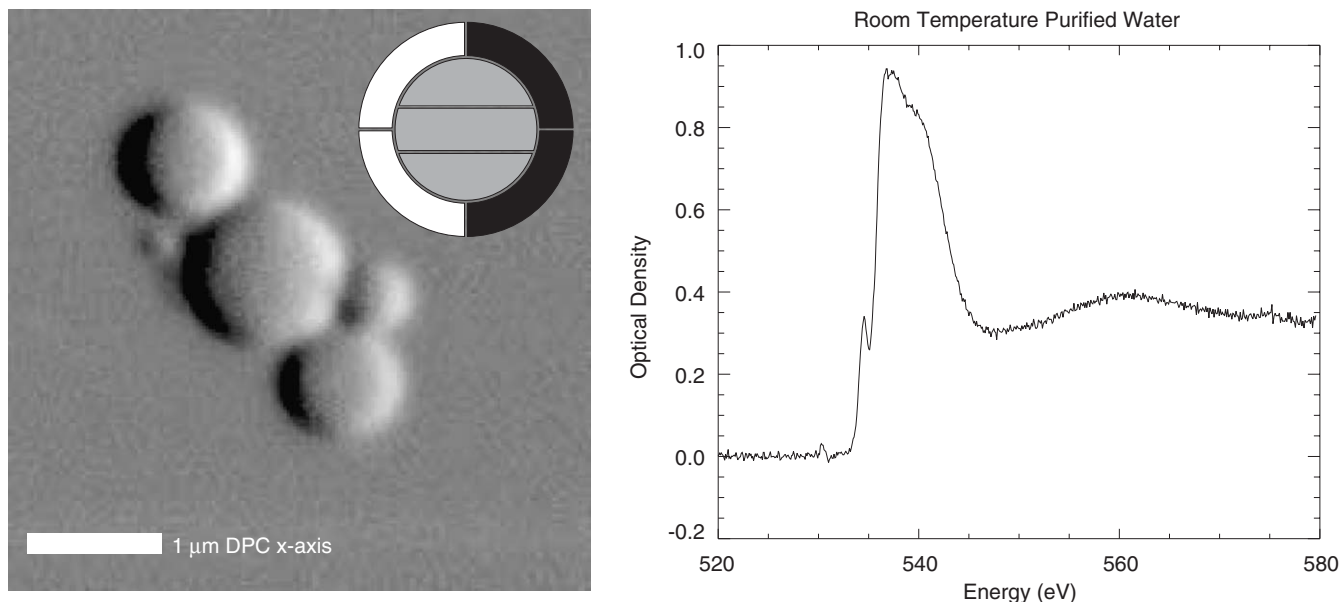 1 μm DPC x-axis
Room Temperature Purified Water
1.0
0.8
0.6
0.4
0.2
0.0
-0.2
Optical Density
520
540
560
580
Energy (eV)